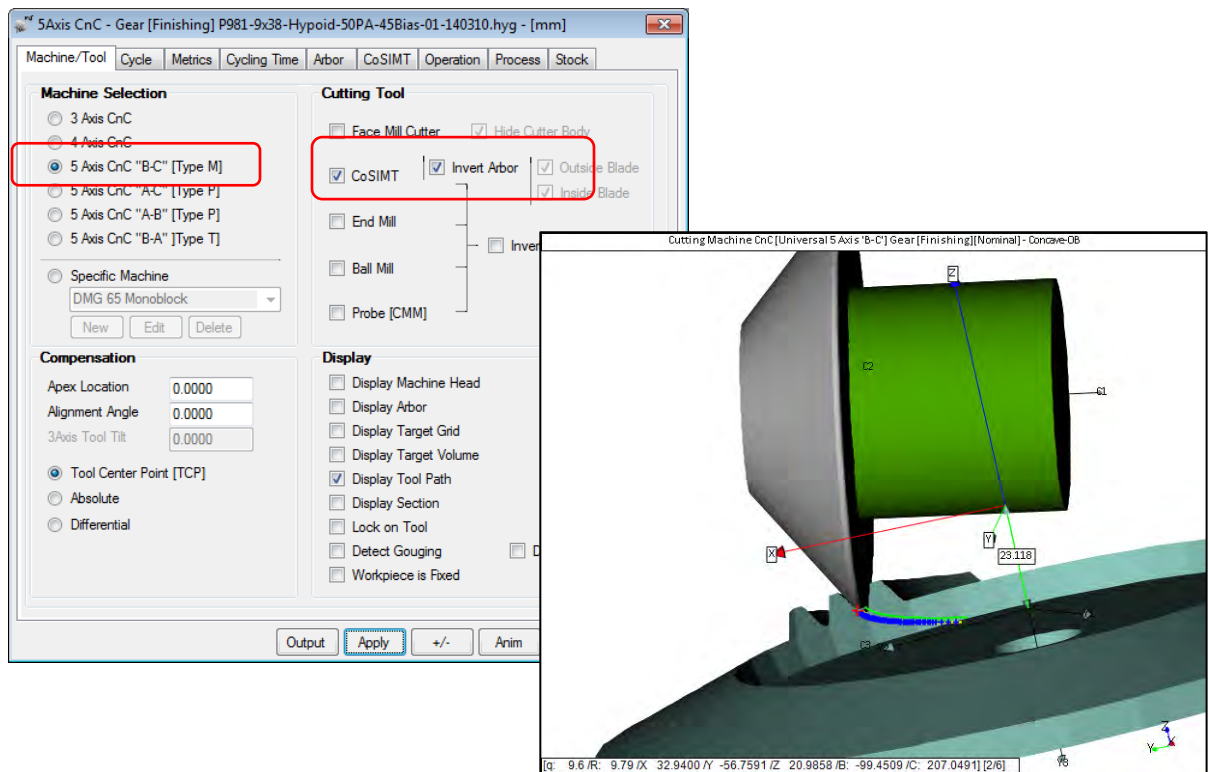 5Axis CnC - Gear [Finishing] P981-9x38-Hypoid-50PA-45Bias-01-140310.hyg - [mm]
Machine/Tool Cycle Metrics Cycling Time Arbor CoSIMT Operation Process Stock
Machine Selection
3 Axis CnC
4 Axis CnC
5 Axis CnC "B-C" [Type M]
5 Axis CnC "A-C" [Type P]
5 Axis CnC "A-B" [Type P]
5 Axis CnC "B-A" ]Type T]
Specific Machine
DMG 65 Monoblock
New Edit Delete
Cutting Tool
Face Mill Cutter Hide Cutter Body
CoSIMT Invert Arbor Outside Blade
Inside Blade
End Mill
Inver
Ball Mill
Probe [CMM]
Compensation
Apex Location 0.0000
Alignment Angle 0.0000
3Axis Tool Tilt 0.0000
Tool Center Point [TCP]
Absolute
Differential
Display
Display Machine Head
Display Arbor
Display Target Grid
Display Target Volume
Display Tool Path
Display Section
Lock on Tool
Detect Gouging D
Workpiece is Fixed
Output Apply +/- Anim
Cutting Machine CnC [Universal 5 Axis 'B-C'] Gear [Finishing][Nominal] - Concave-OB
Z
C2
C1
X
Y
23.118
C3
Z
Y X
[q: 9.6 /R: 9.79 /X 32.9400 /Y -56.7591 /Z 20.9858 /B: -99.4509 /C: 207.0491] [2/6]